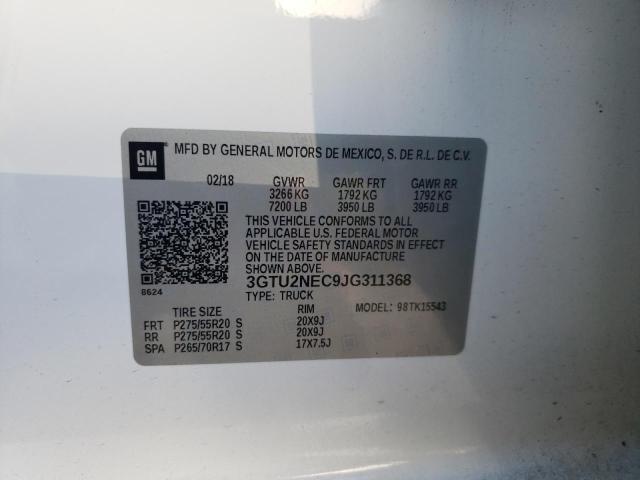 GM
MFD BY GENERAL MOTORS DE MEXICO, S. DE R.L. DE C.V.
02/18 GVWR GAWR FRT GAWR RR
3266 KG 1792 KG 1792 KG
7200 LB 3950 LB 3950 LB
THIS VEHICLE CONFORMS TO ALL
APPLICABLE U.S. FEDERAL MOTOR
VEHICLE SAFETY STANDARDS IN EFFECT
ON THE DATE OF MANUFACTURE
SHOWN ABOVE.
8624 3GTU2NEC9JG311368
TYPE: TRUCK MODEL: 98TK15543
TIRE SIZE RIM
FRT P275/55R20 S 20X9J
RR P275/55R20 S 20X9J
SPA P265/70R17 S 17X7.5J